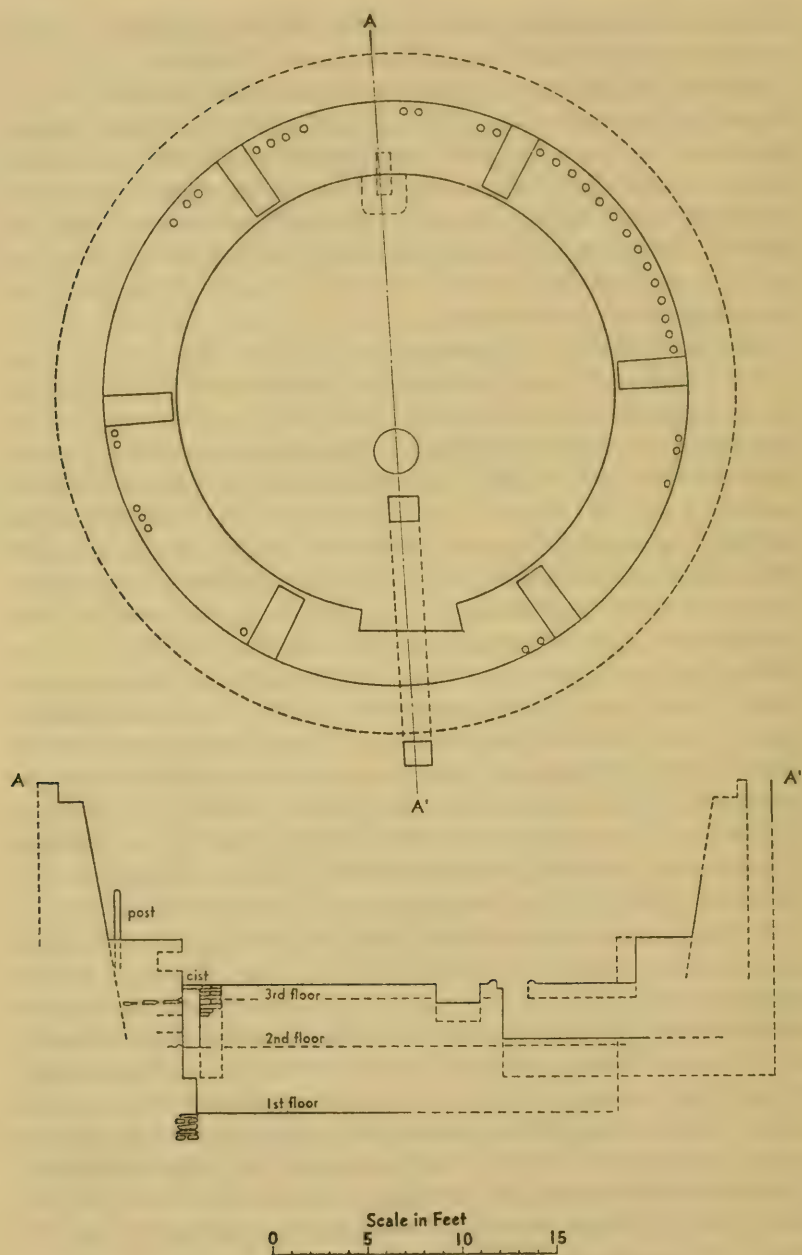 A
A'
A
A'
post
cist
3rd floor
2nd floor
1st floor
Scale in Feet
0 5 10 15